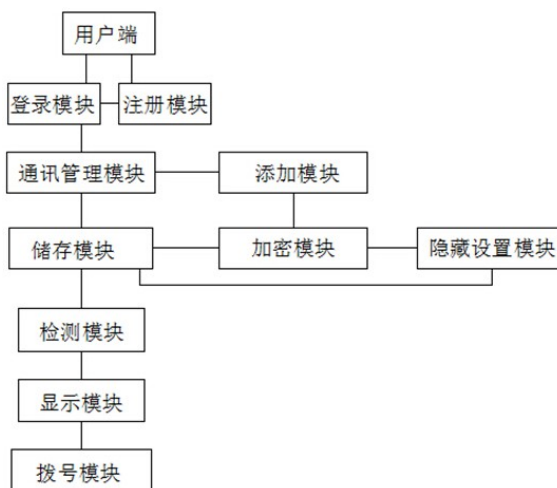 用户端
登录模块
注册模块
通讯管理模块
添加模块
储存模块
加密模块
隐藏设置模块
检测模块
显示模块
拨号模块